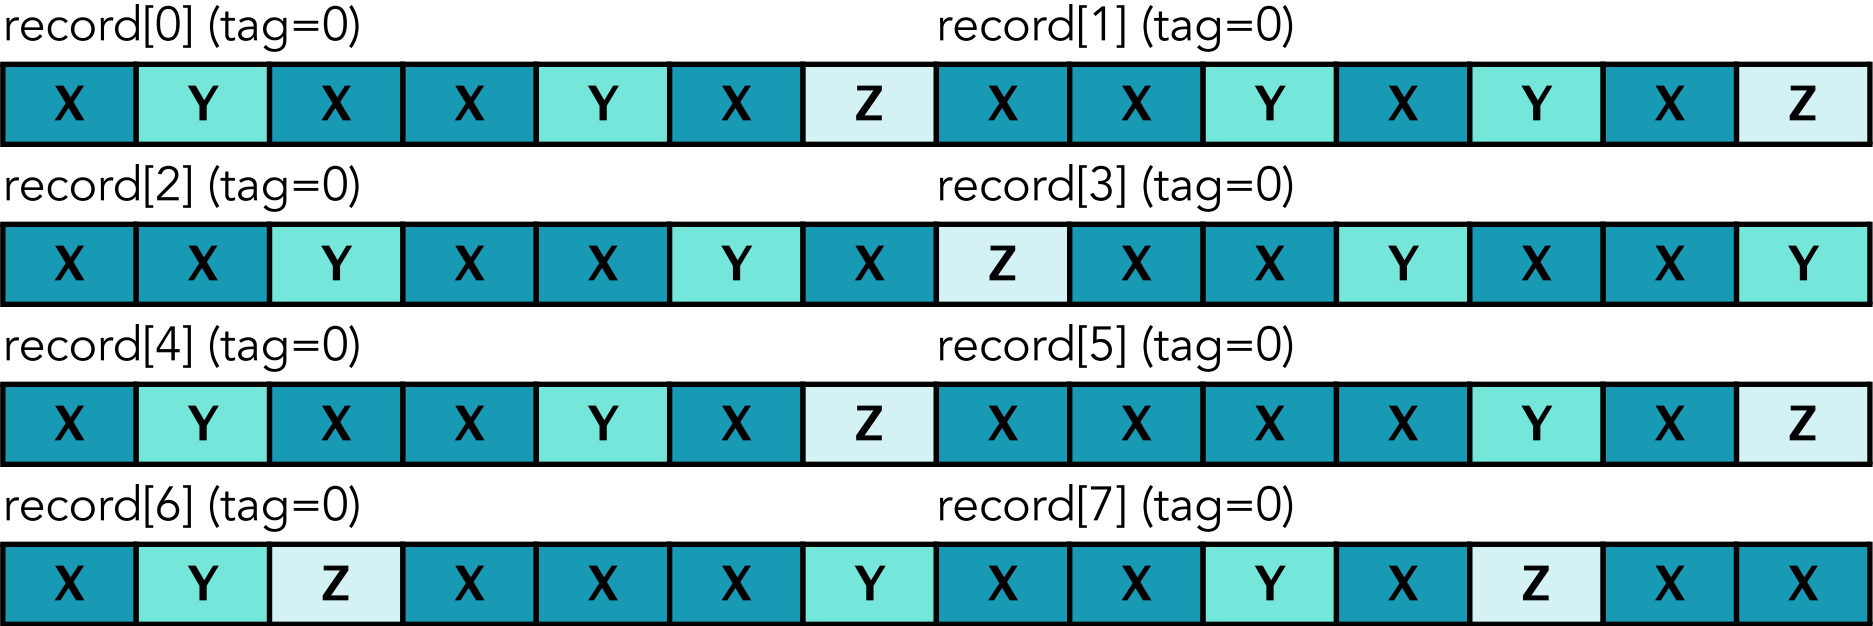 record[0] (tag=0) record[1] (tag=0)
X Y X X Y X Z X X Y X Y X Z
record[2] (tag=0) record[3] (tag=0)
X X Y X X Y X Z X X Y X X Y
record[4] (tag=0) record[5] (tag=0)
X Y X X Y X Z X X X X Y X Z
record[6] (tag=0) record[7] (tag=0)
X Y Z X X X Y X X Y X Z X X